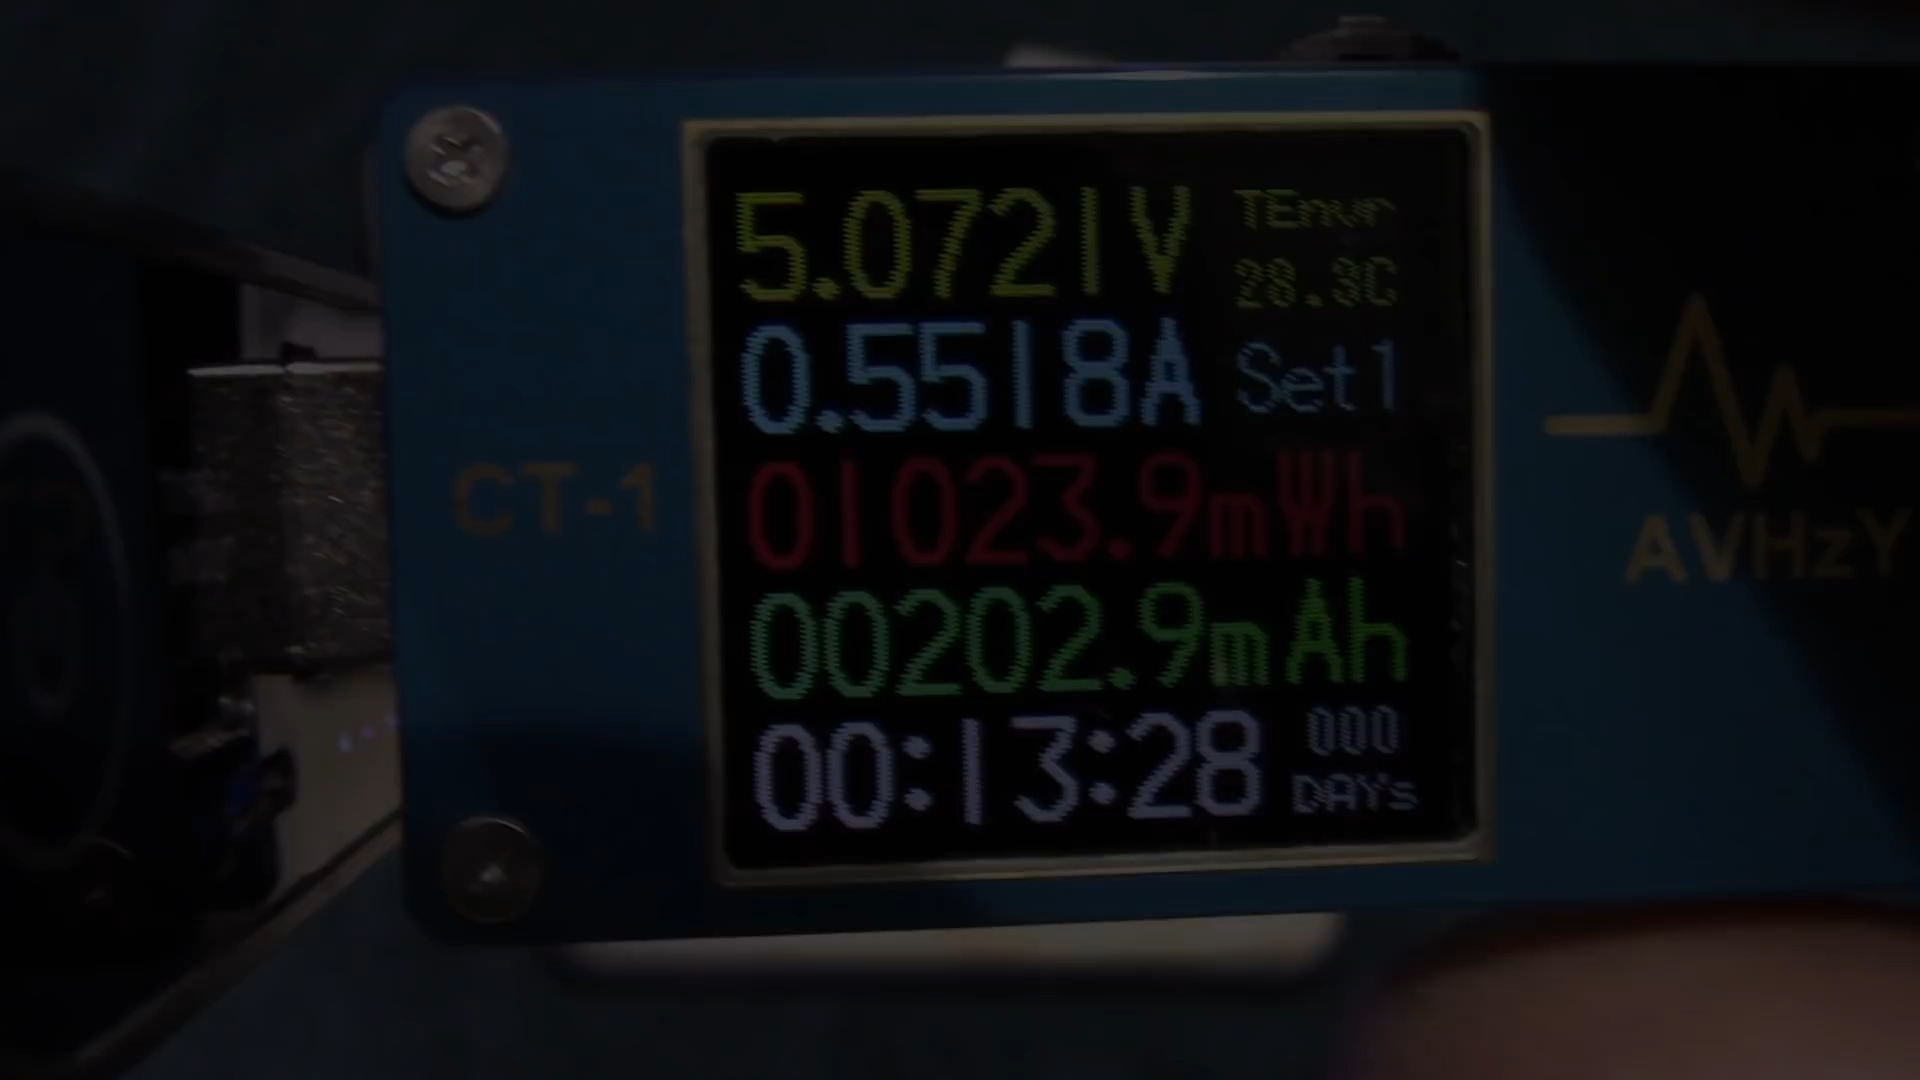 5.0721V
TEnvr
28.3C
0.5518A
Set1
CT-1
01023.9mWh
AVHzY
00202.9mAh
00:13:28
000
DAYs